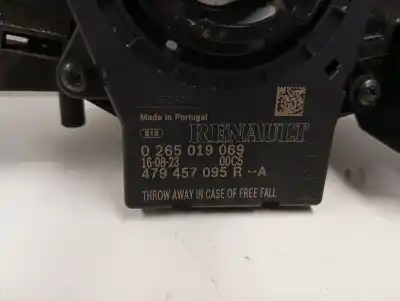 Made in Portugal
RENAULT
0 265 019 069
16-08-23 00C5
479 457 095 R --A
THROW AWAY IN CASE OF FREE FALL